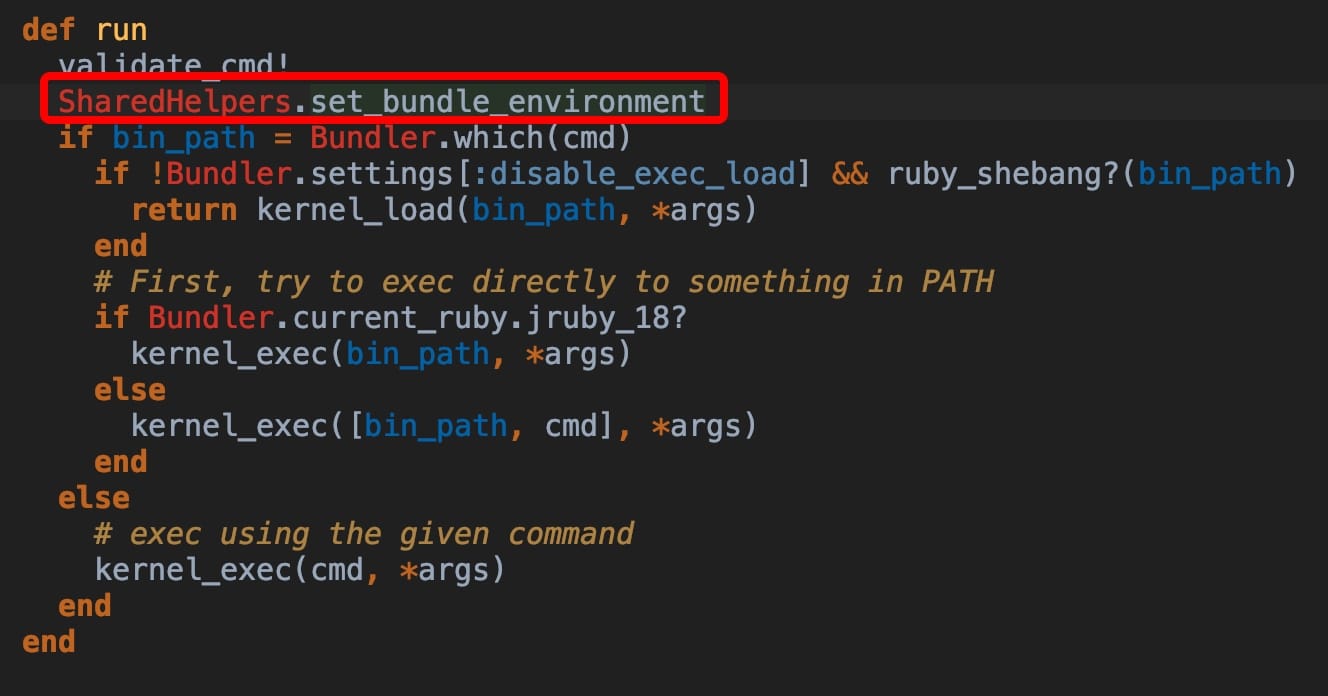 def run
  validate_cmd!
  SharedHelpers.set_bundle_environment
  if bin_path = Bundler.which(cmd)
    if !Bundler.settings[:disable_exec_load] && ruby_shebang?(bin_path)
      return kernel_load(bin_path, *args)
    end
    # First, try to exec directly to something in PATH
    if Bundler.current_ruby.jruby_18?
      kernel_exec(bin_path, *args)
    else
      kernel_exec([bin_path, cmd], *args)
    end
  else
    # exec using the given command
    kernel_exec(cmd, *args)
  end
end